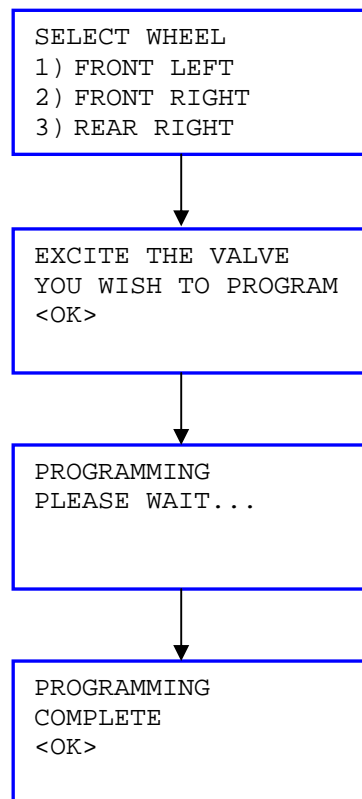 SELECT WHEEL
1) FRONT LEFT
2) FRONT RIGHT
3) REAR RIGHT
EXCITE THE VALVE
YOU WISH TO PROGRAM
<OK>
PROGRAMMING
PLEASE WAIT...
PROGRAMMING
COMPLETE
<OK>